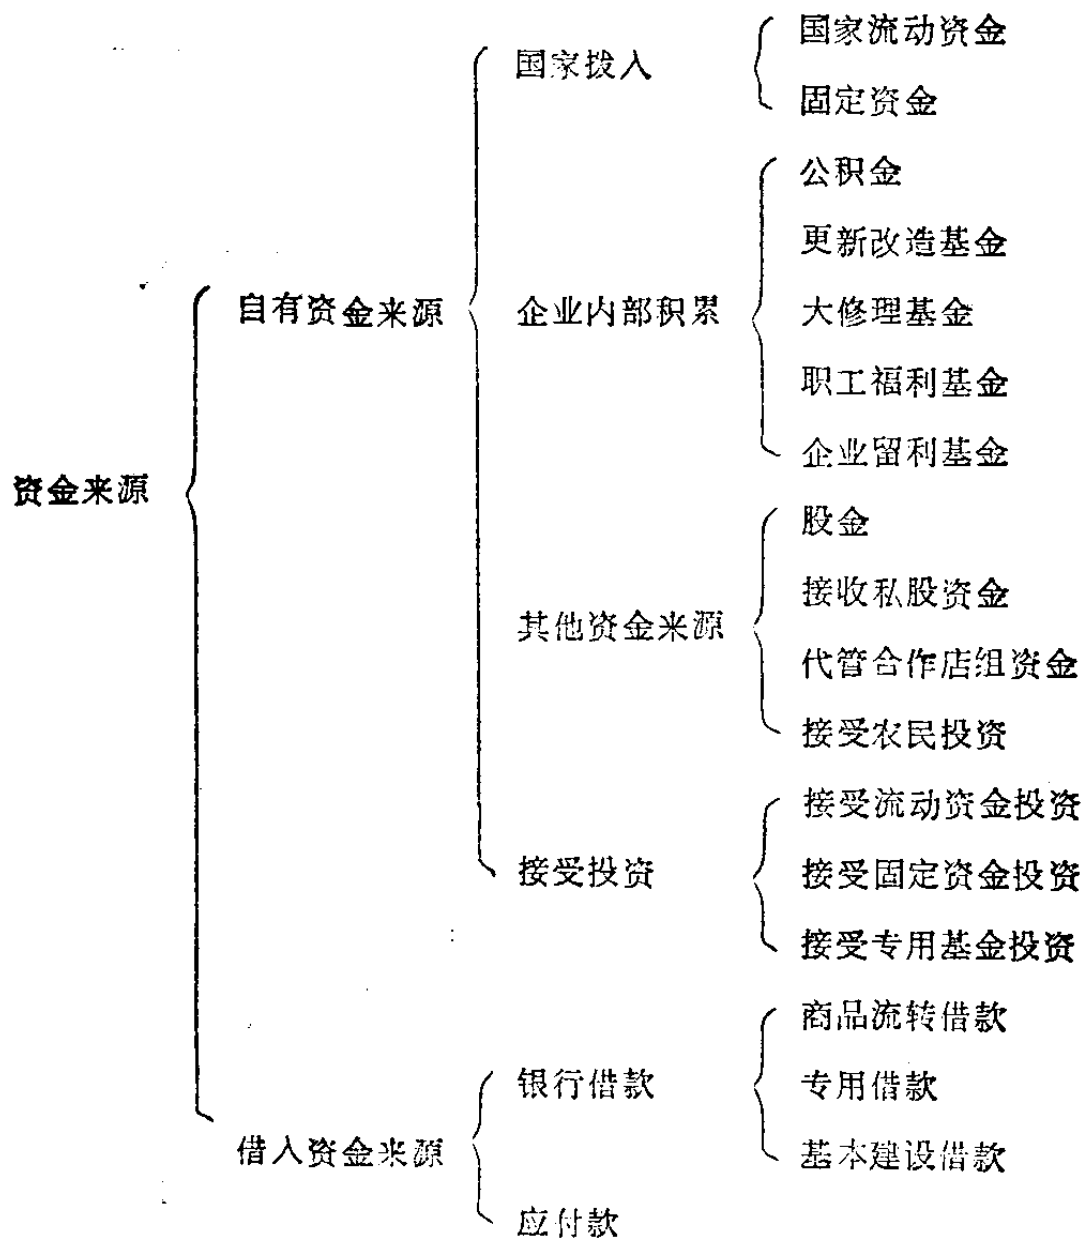 国家流动资金
国家拨入
固定资金
公积金
更新改造基金
自有资金来源
企业内部积累
大修理基金
职工福利基金
企业留利基金
资金来源
股金
接收私股资金
其他资金来源
代管合作店组资金
接受农民投资
接受流动资金投资
接受投资
接受固定资金投资
接受专用基金投资
商品流转借款
银行借款
专用借款
借入资金来源
基本建设借款
应付款